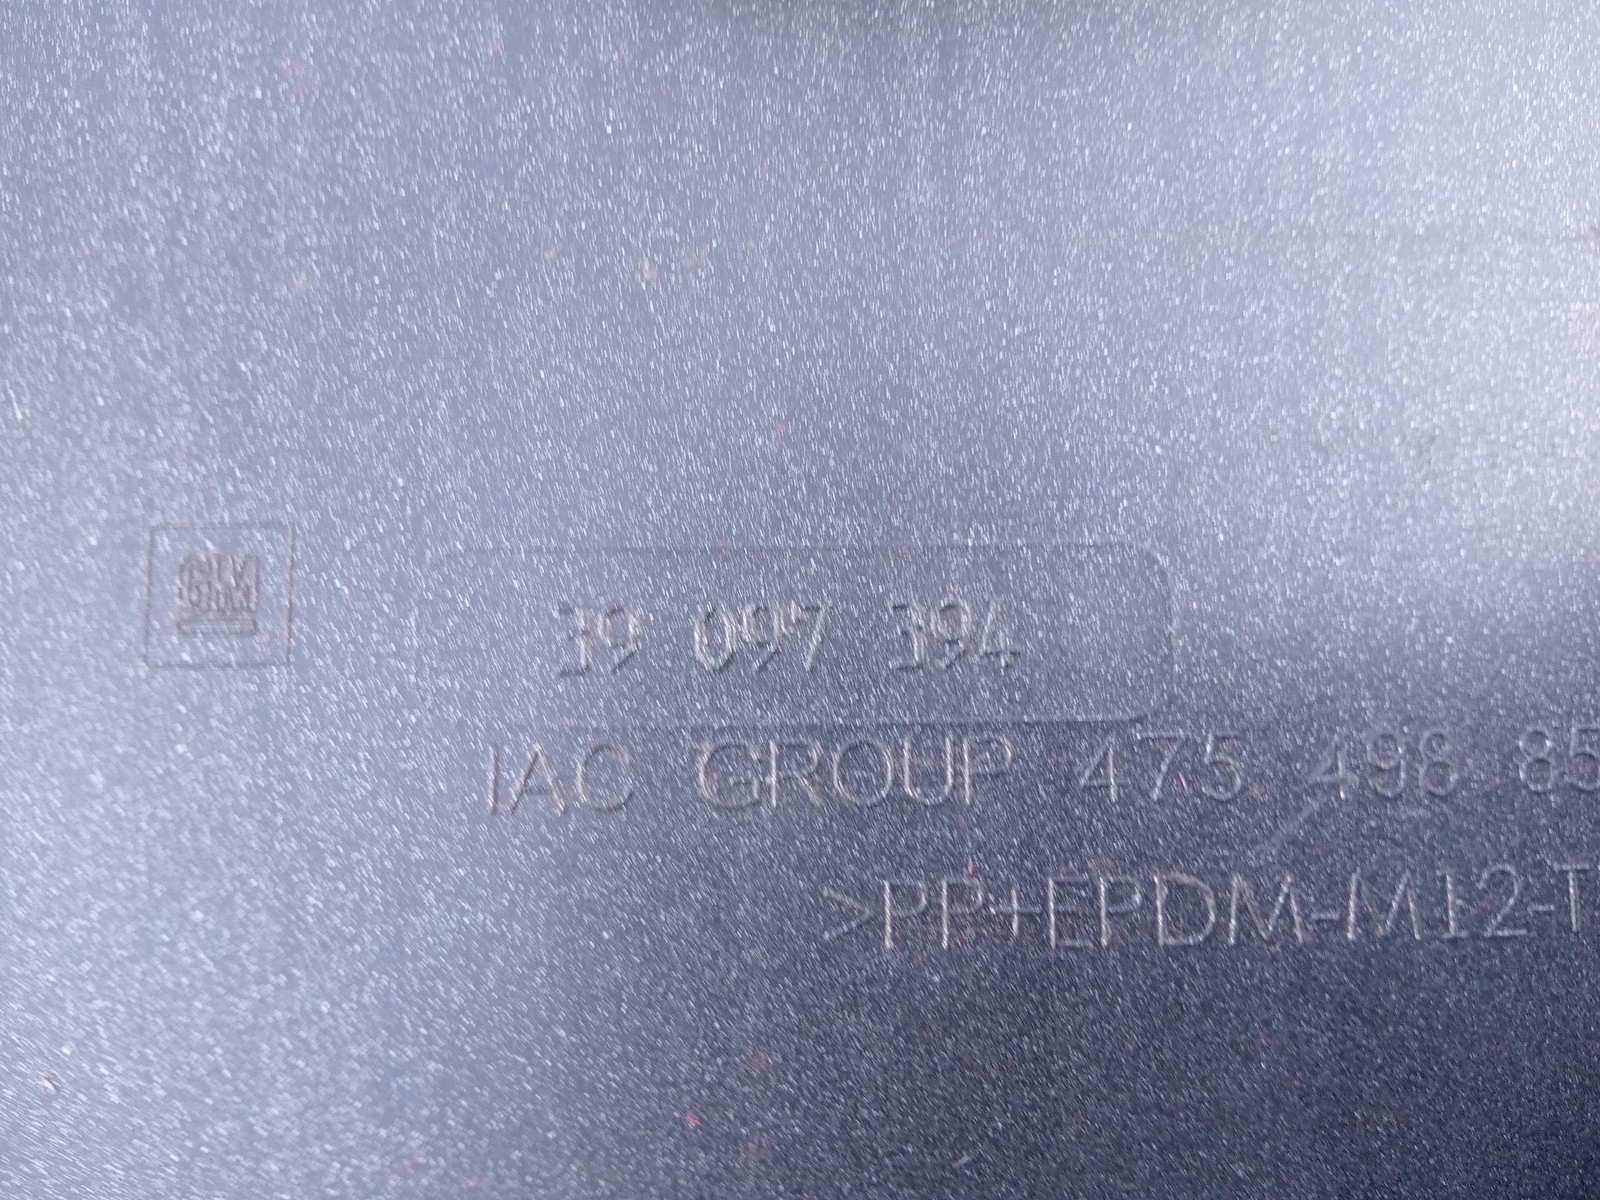 GM
39 097 394
IAC GROUP 475 498 85
>PP+EPDM-M12-T